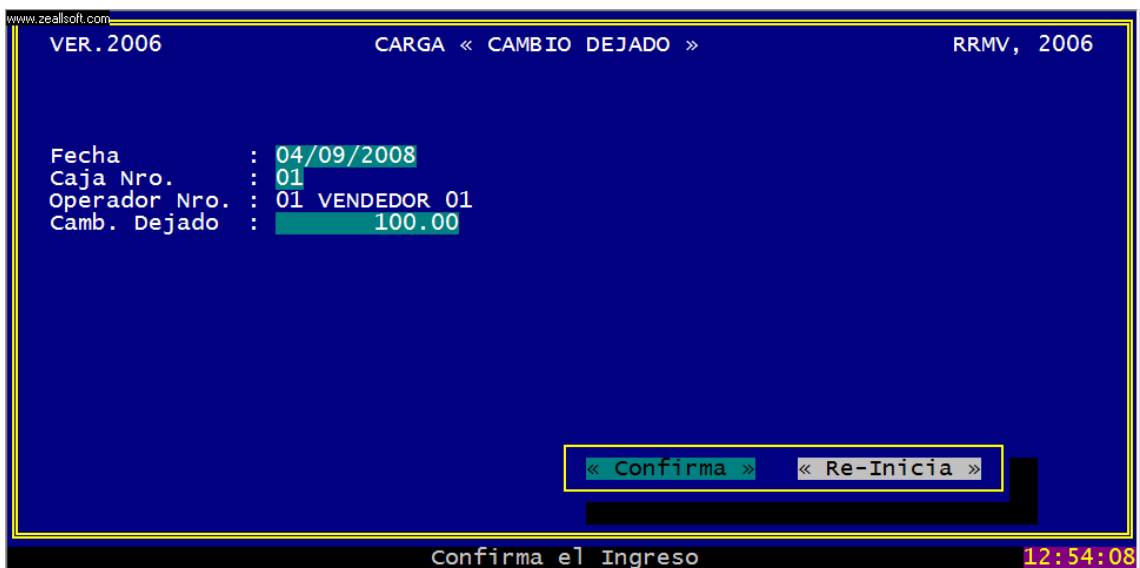 www.zeallsoft.com
VER.2006 CARGA « CAMBIO DEJADO » RRMV, 2006
Fecha : 04/09/2008
Caja Nro. : 01
Operador Nro. : 01 VENDEDOR 01
Camb. Dejado : 100.00
« Confirma » « Re-Inicia »
Confirma el Ingreso 12:54:08